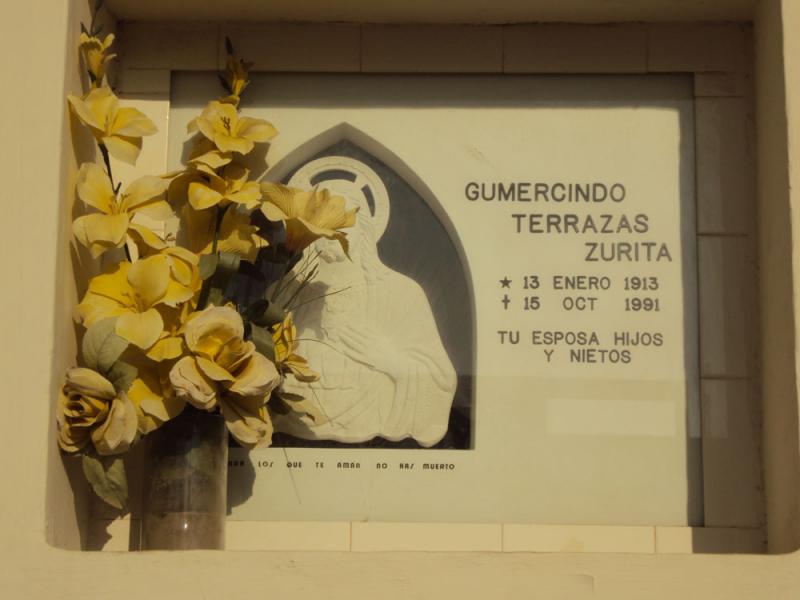 GUMERCINDO
TERRAZAS
ZURITA
★ 13 ENERO 1913
✝ 15 OCT 1991
TU ESPOSA HIJOS
Y NIETOS
LOS QUE TE AMAN NO HAS MUERTO